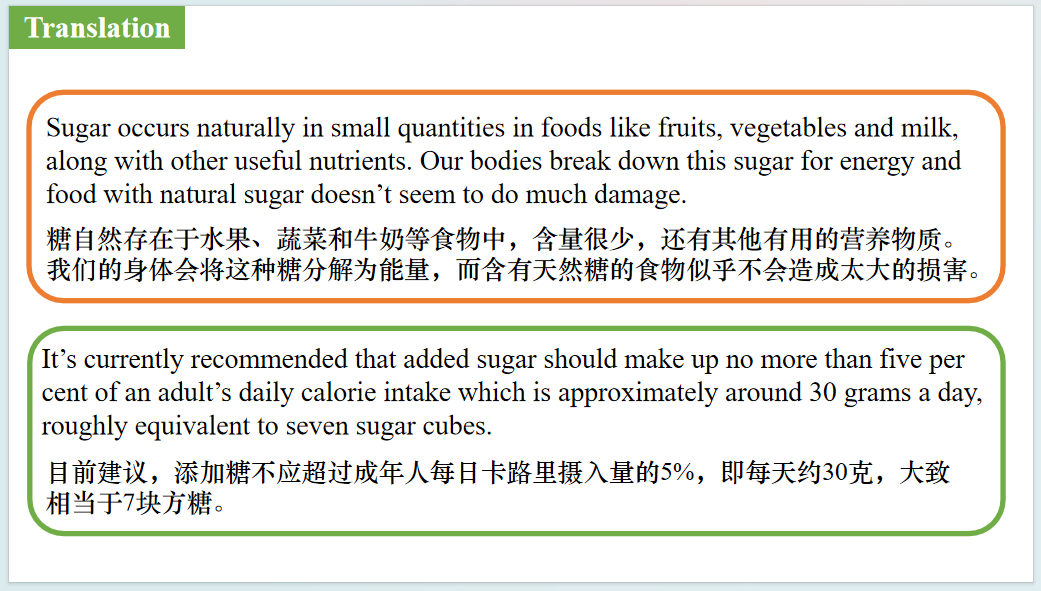 Translation
Sugar occurs naturally in small quantities in foods like fruits, vegetables and milk,
along with other useful nutrients. Our bodies break down this sugar for energy and
food with natural sugar doesn’t seem to do much damage.
糖自然存在于水果、蔬菜和牛奶等食物中，含量很少，还有其他有用的营养物质。
我们的身体会将这种糖分解为能量，而含有天然糖的食物似乎不会造成太大的损害。
It’s currently recommended that added sugar should make up no more than five per
cent of an adult’s daily calorie intake which is approximately around 30 grams a day,
roughly equivalent to seven sugar cubes.
目前建议，添加糖不应超过成年人每日卡路里摄入量的5%，即每天约30克，大致
相当于7块方糖。